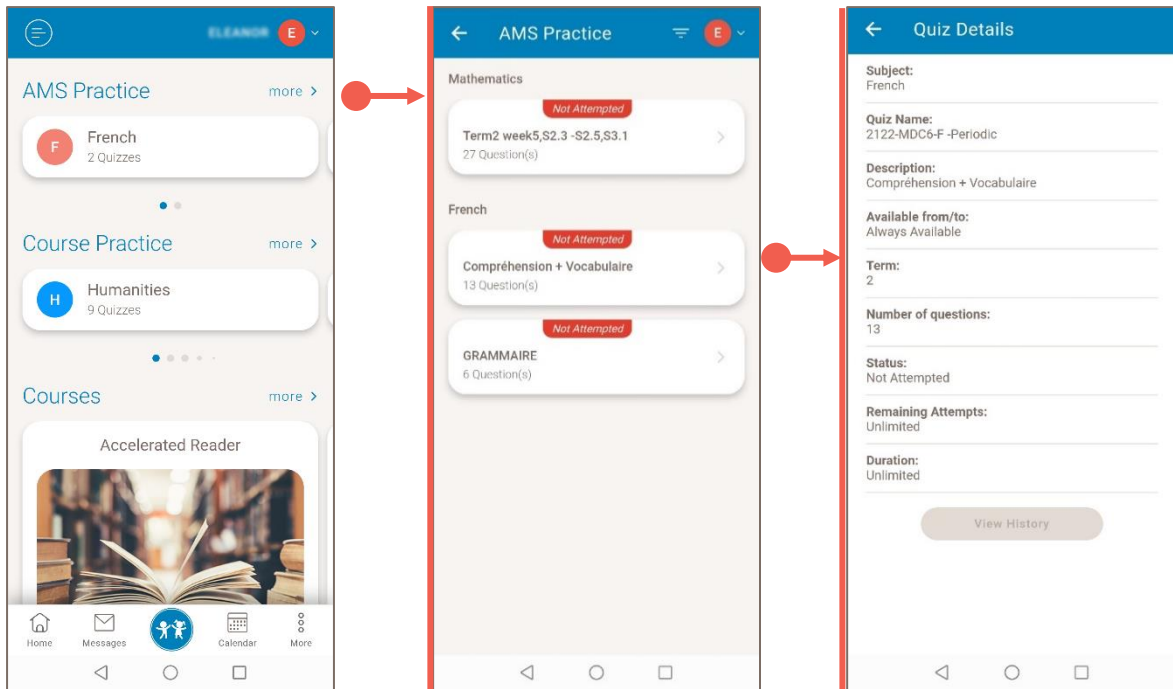 ELEANOR E
AMS Practice more >
F
French
2 Quizzes
Course Practice more >
H
Humanities
9 Quizzes
Courses more >
Accelerated Reader
Home Messages Calendar More
AMS Practice E
Mathematics
Not Attempted
Term2 week5,S2.3 -S2.5,S3.1
27 Question(s)
French
Not Attempted
Compréhension + Vocabulaire
13 Question(s)
Not Attempted
GRAMMAIRE
6 Question(s)
Quiz Details
Subject:
French
Quiz Name:
2122-MDC6-F -Periodic
Description:
Compréhension + Vocabulaire
Available from/to:
Always Available
Term:
2
Number of questions:
13
Status:
Not Attempted
Remaining Attempts:
Unlimited
Duration:
Unlimited
View History